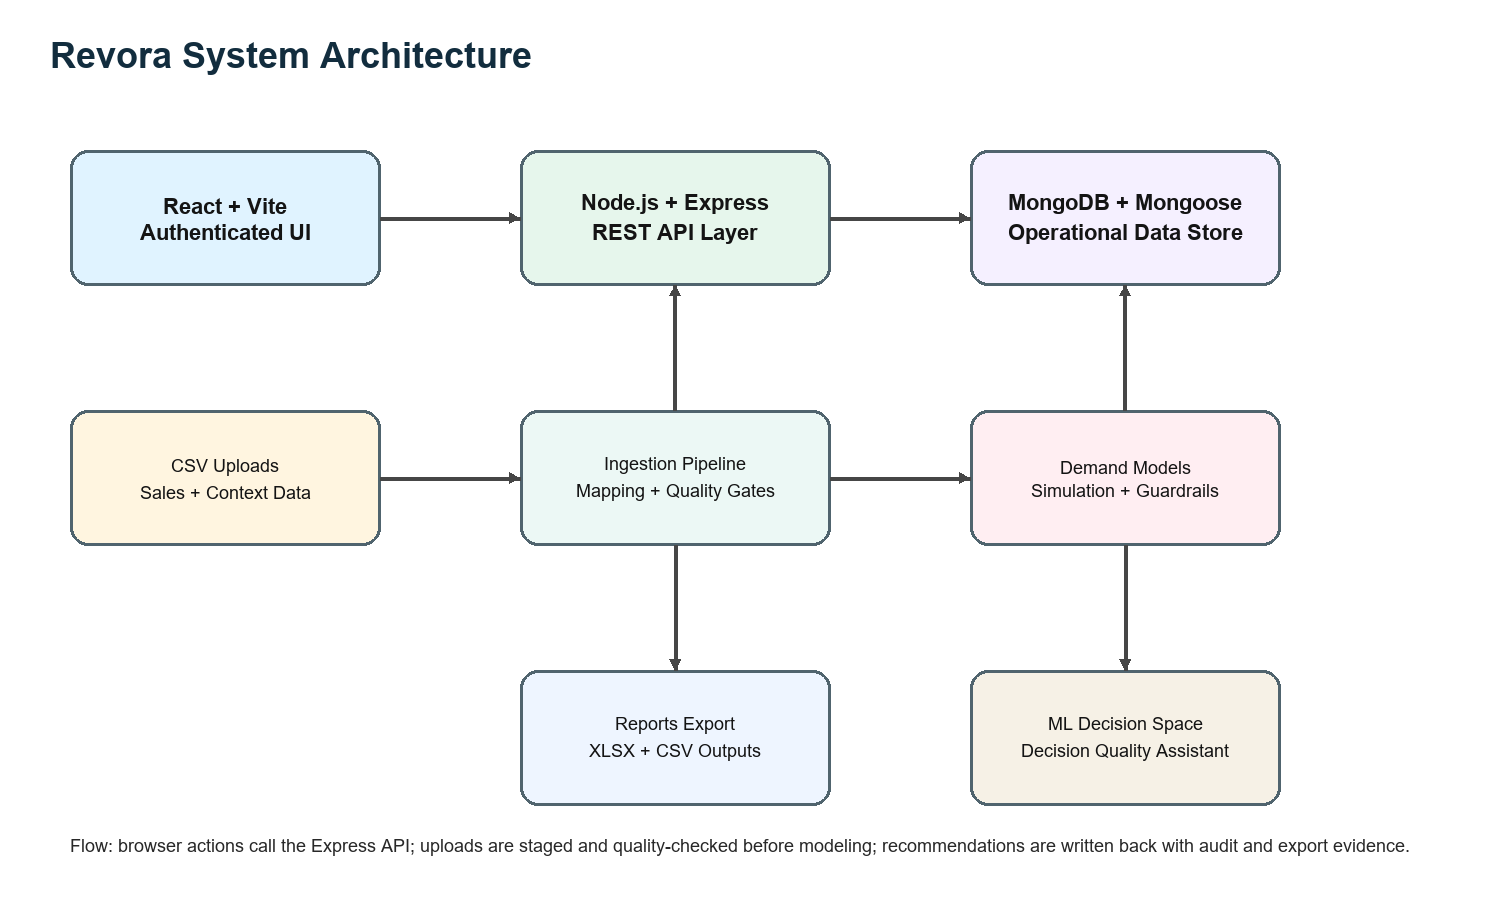 Revora System Architecture
React + Vite
Authenticated UI
Node.js + Express
REST API Layer
MongoDB + Mongoose
Operational Data Store
CSV Uploads
Sales + Context Data
Ingestion Pipeline
Mapping + Quality Gates
Demand Models
Simulation + Guardrails
Reports Export
XLSX + CSV Outputs
ML Decision Space
Decision Quality Assistant
Flow: browser actions call the Express API; uploads are staged and quality-checked before modeling; recommendations are written back with audit and export evidence.